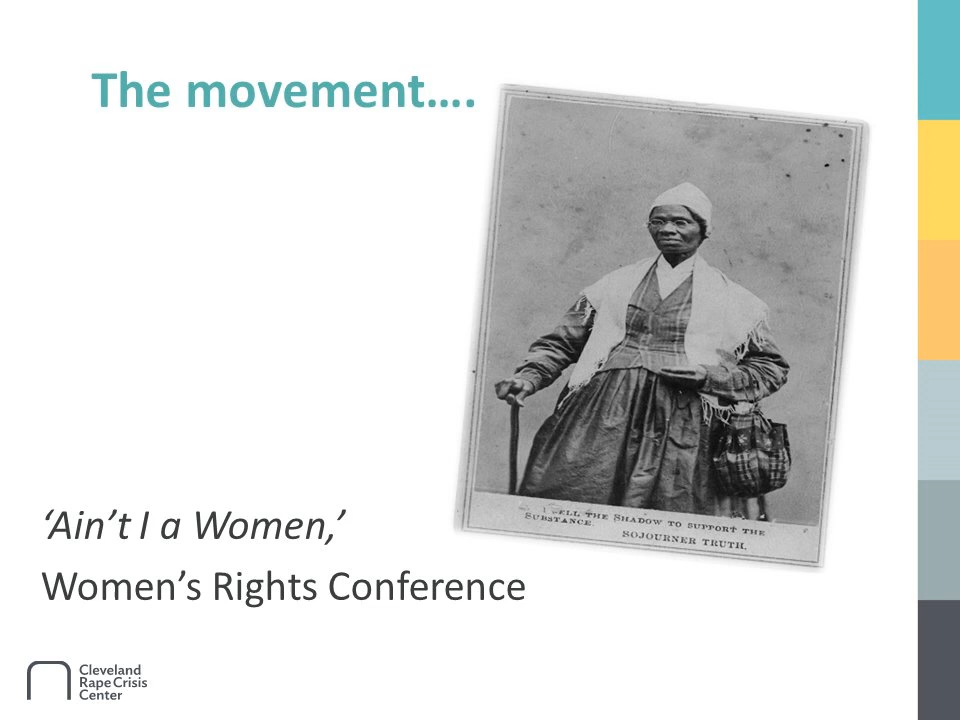 The movement….
I SELL THE SHADOW TO SUPPORT THE
SUBSTANCE.
SOJOURNER TRUTH.
‘Ain’t I a Women,’
Women’s Rights Conference
Cleveland
Rape Crisis
Center